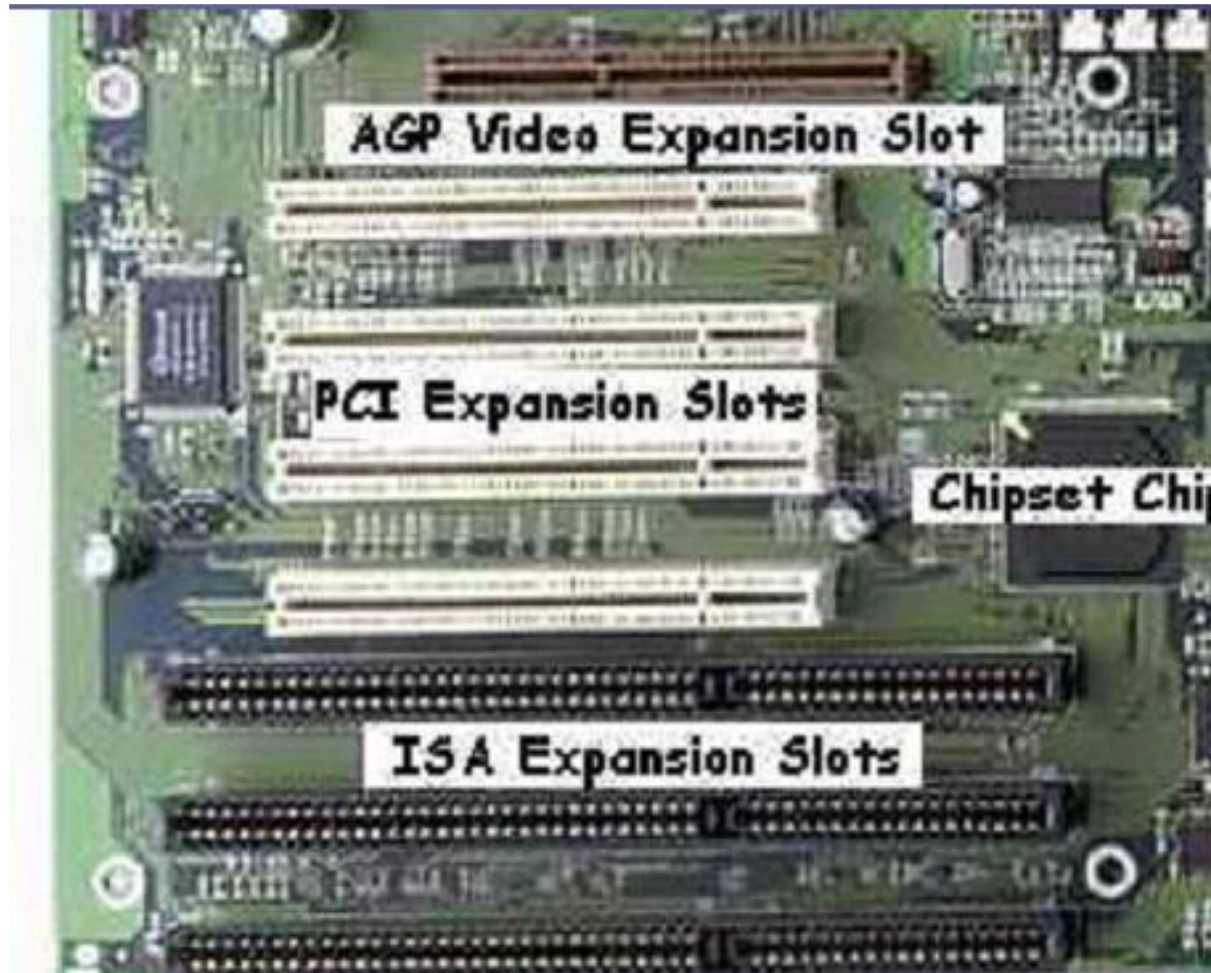 AGP Video Expansion Slot
PCI Expansion Slots
Chipset Chip
ISA Expansion Slots